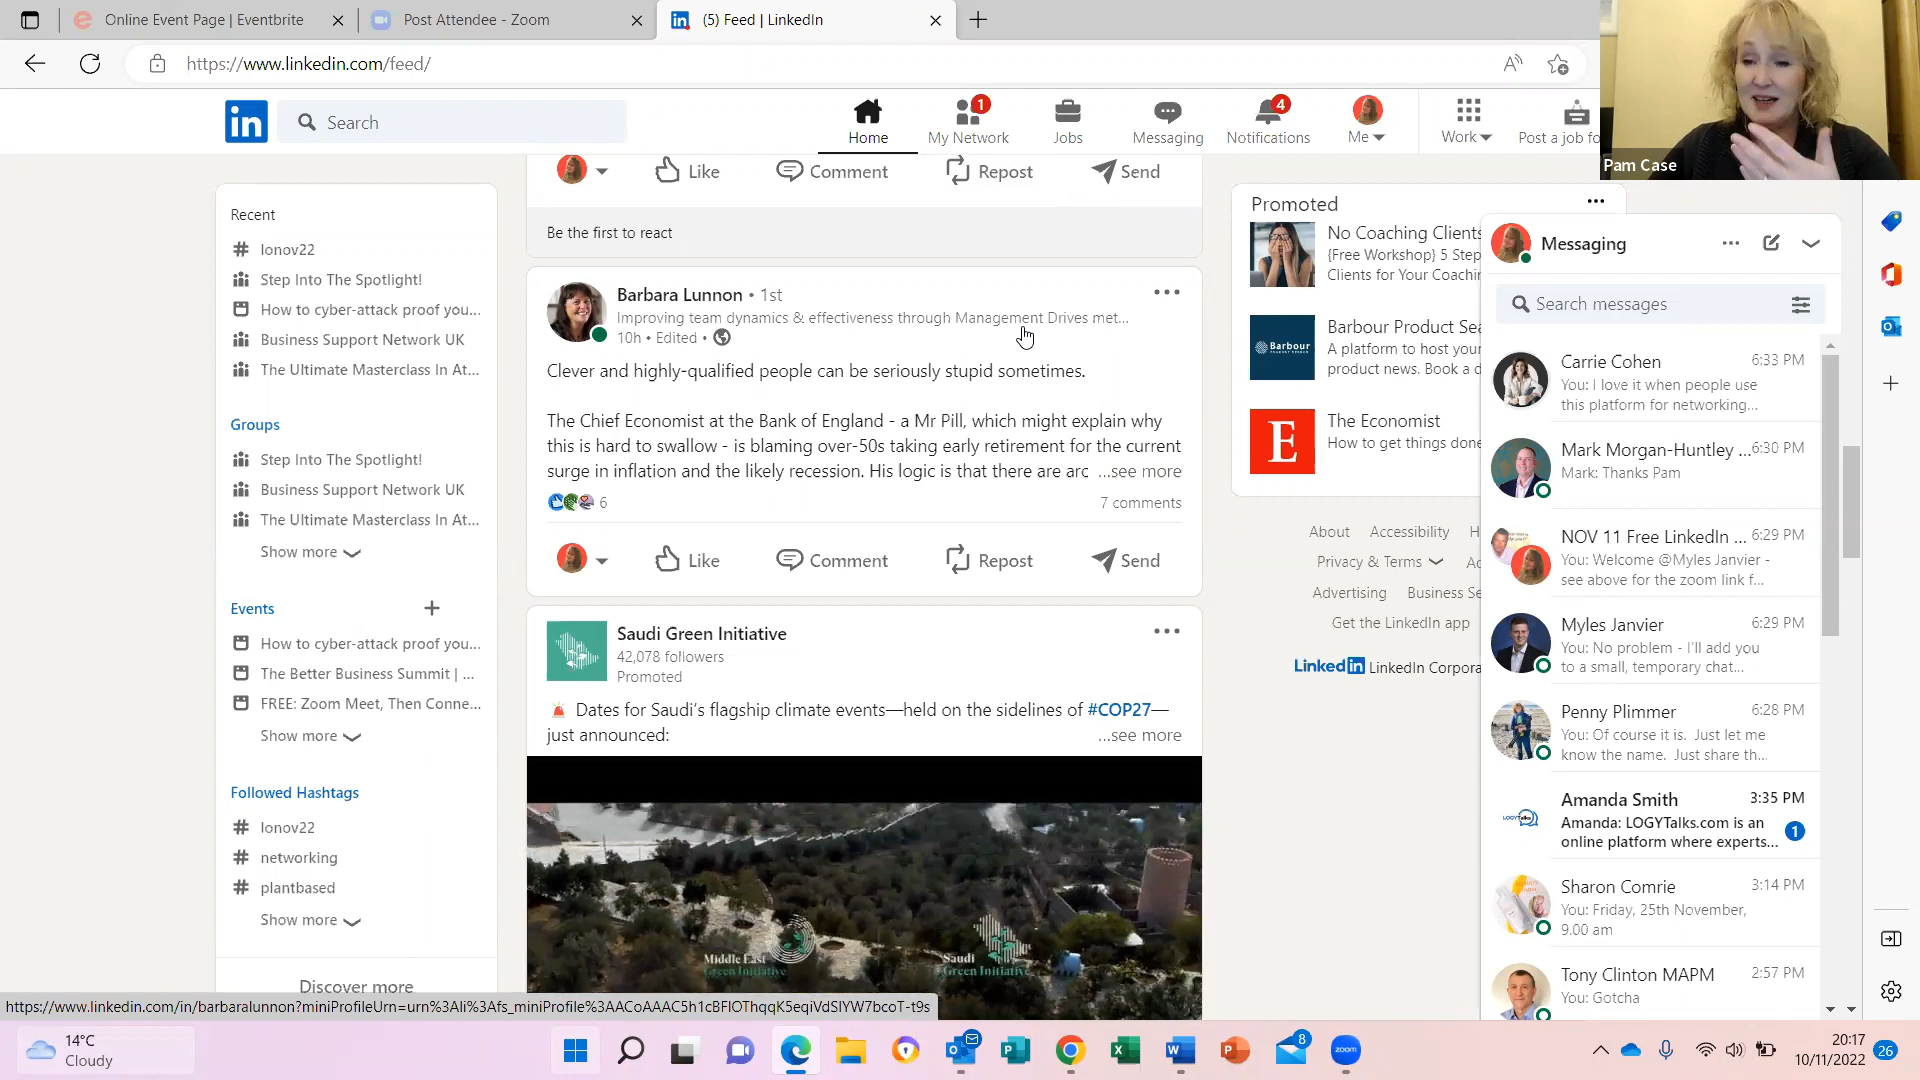 Online Event Page | Eventbrite
Post Attendee - Zoom
(5) Feed | LinkedIn
https://www.linkedin.com/feed/
Pam Case
Search
Home
My Network
1
Jobs
Messaging
Notifications
4
Me
Work
Post a job fo
Recent
lonov22
Step Into The Spotlight!
How to cyber-attack proof you...
Business Support Network UK
The Ultimate Masterclass In At...
Groups
Step Into The Spotlight!
Business Support Network UK
The Ultimate Masterclass In At...
Show more
Events
How to cyber-attack proof you...
The Better Business Summit | ...
FREE: Zoom Meet, Then Conne...
Show more
Followed Hashtags
lonov22
networking
plantbased
Show more
Discover more
Like Comment Repost Send
Be the first to react
Barbara Lunnon • 1st
Improving team dynamics & effectiveness through Management Drives met...
10h • Edited •
Clever and highly-qualified people can be seriously stupid sometimes.
The Chief Economist at the Bank of England - a Mr Pill, which might explain why
this is hard to swallow - is blaming over-50s taking early retirement for the current
surge in inflation and the likely recession. His logic is that there are arc ...see more
6
7 comments
Like Comment Repost Send
Saudi Green Initiative
42,078 followers
Promoted
Dates for Saudi's flagship climate events—held on the sidelines of #COP27—
just announced: ...see more
Middle East
Green Initiative
Saudi
Green Initiative
Promoted
No Coaching Clients
{Free Workshop} 5 Step
Clients for Your Coachin
Barbour
Barbour Product Sea
A platform to host your
product news. Book a d
E
The Economist
How to get things done
About Accessibility H
Privacy & Terms Ad
Advertising Business Se
Get the LinkedIn app
LinkedIn LinkedIn Corpora
Messaging
Search messages
Carrie Cohen 6:33 PM
You: I love it when people use
this platform for networking...
Mark Morgan-Huntley ... 6:30 PM
Mark: Thanks Pam
NOV 11 Free LinkedIn ... 6:29 PM
You: Welcome @Myles Janvier -
see above for the zoom link f...
Myles Janvier 6:29 PM
You: No problem - I'll add you
to a small, temporary chat...
Penny Plimmer 6:28 PM
You: Of course it is. Just let me
know the name. Just share th...
LOGYTalks
Amanda Smith 3:35 PM
Amanda: LOGYTalks.com is an
online platform where experts...
1
Sharon Comrie 3:14 PM
You: Friday, 25th November,
9.00 am
Tony Clinton MAPM 2:57 PM
You: Gotcha
https://www.linkedin.com/in/barbaralunnon?miniProfileUrn=urn%3Ali%3Afs_miniProfile%3AACoAAAC5h1cBFlOThqqK5eqiVdSlYW7bcoT-t9s
14°C
Cloudy
8
zoom
20:17
10/11/2022
26